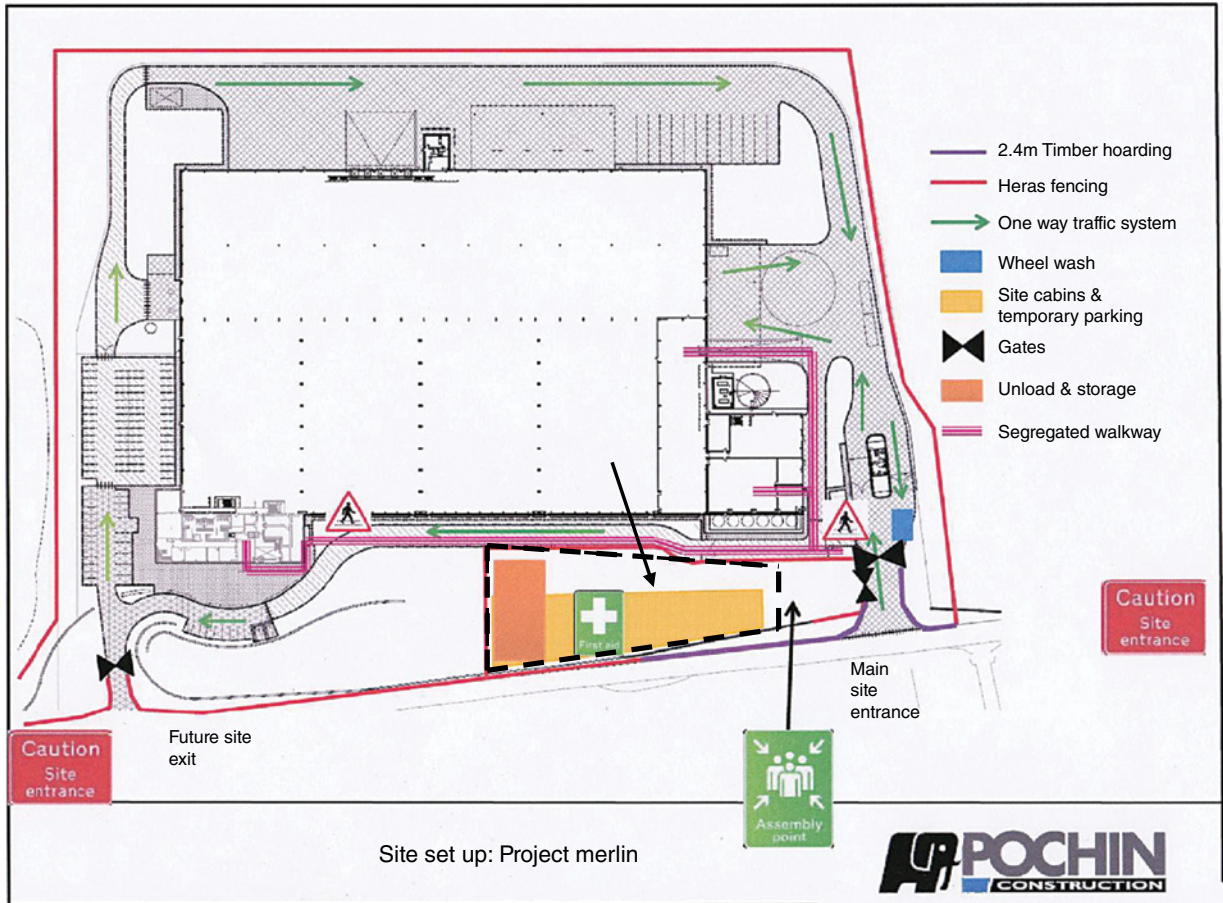 2.4m Timber hoarding
Heras fencing
One way traffic system
Wheel wash
Site cabins &
temporary parking
Gates
Unload & storage
Segregated walkway
First aid
Caution
Site
entrance
Main
site
entrance
Future site
exit
Caution
Site
entrance
Assembly
point
Site set up: Project merlin
POCHIN
CONSTRUCTION